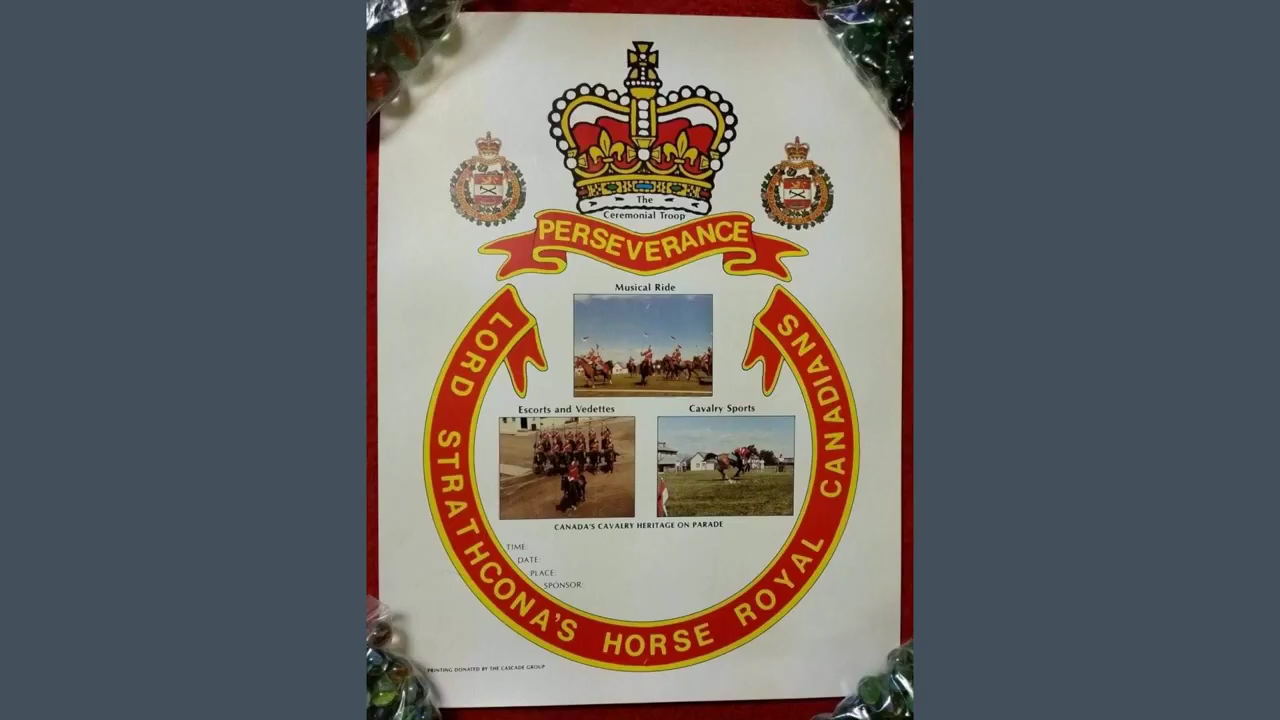 The
Ceremonial Troop
PERSEVERANCE
Musical Ride
Escorts and Vedettes
Cavalry Sports
CANADA'S CAVALRY HERITAGE ON PARADE
TIME:
DATE:
PLACE:
SPONSOR:
LORD STRATHCONA'S HORSE ROYAL CANADIANS
PRINTING DONATED BY THE CASCADE GROUP